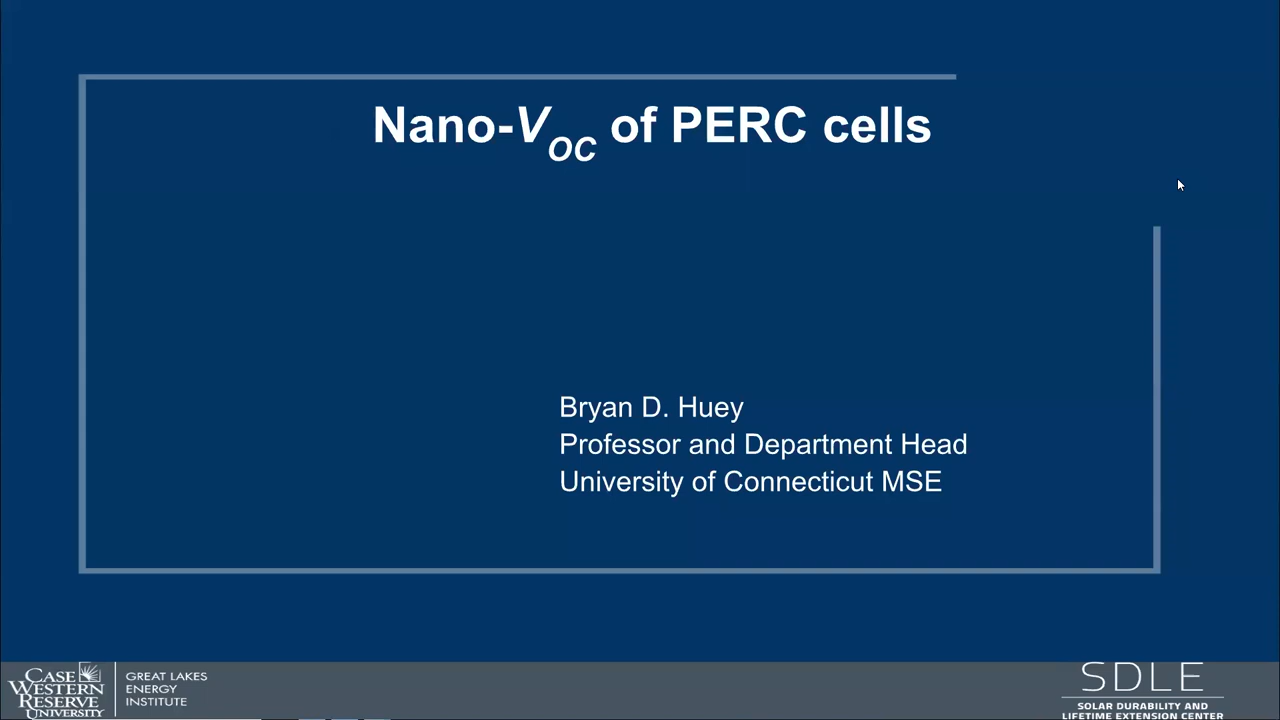 Nano-VOC of PERC cells
Bryan D. Huey
Professor and Department Head
University of Connecticut MSE
CASE
WESTERN
RESERVE
UNIVERSITY
GREAT LAKES
ENERGY
INSTITUTE
SDLE
SOLAR DURABILITY AND
LIFETIME EXTENSION CENTER